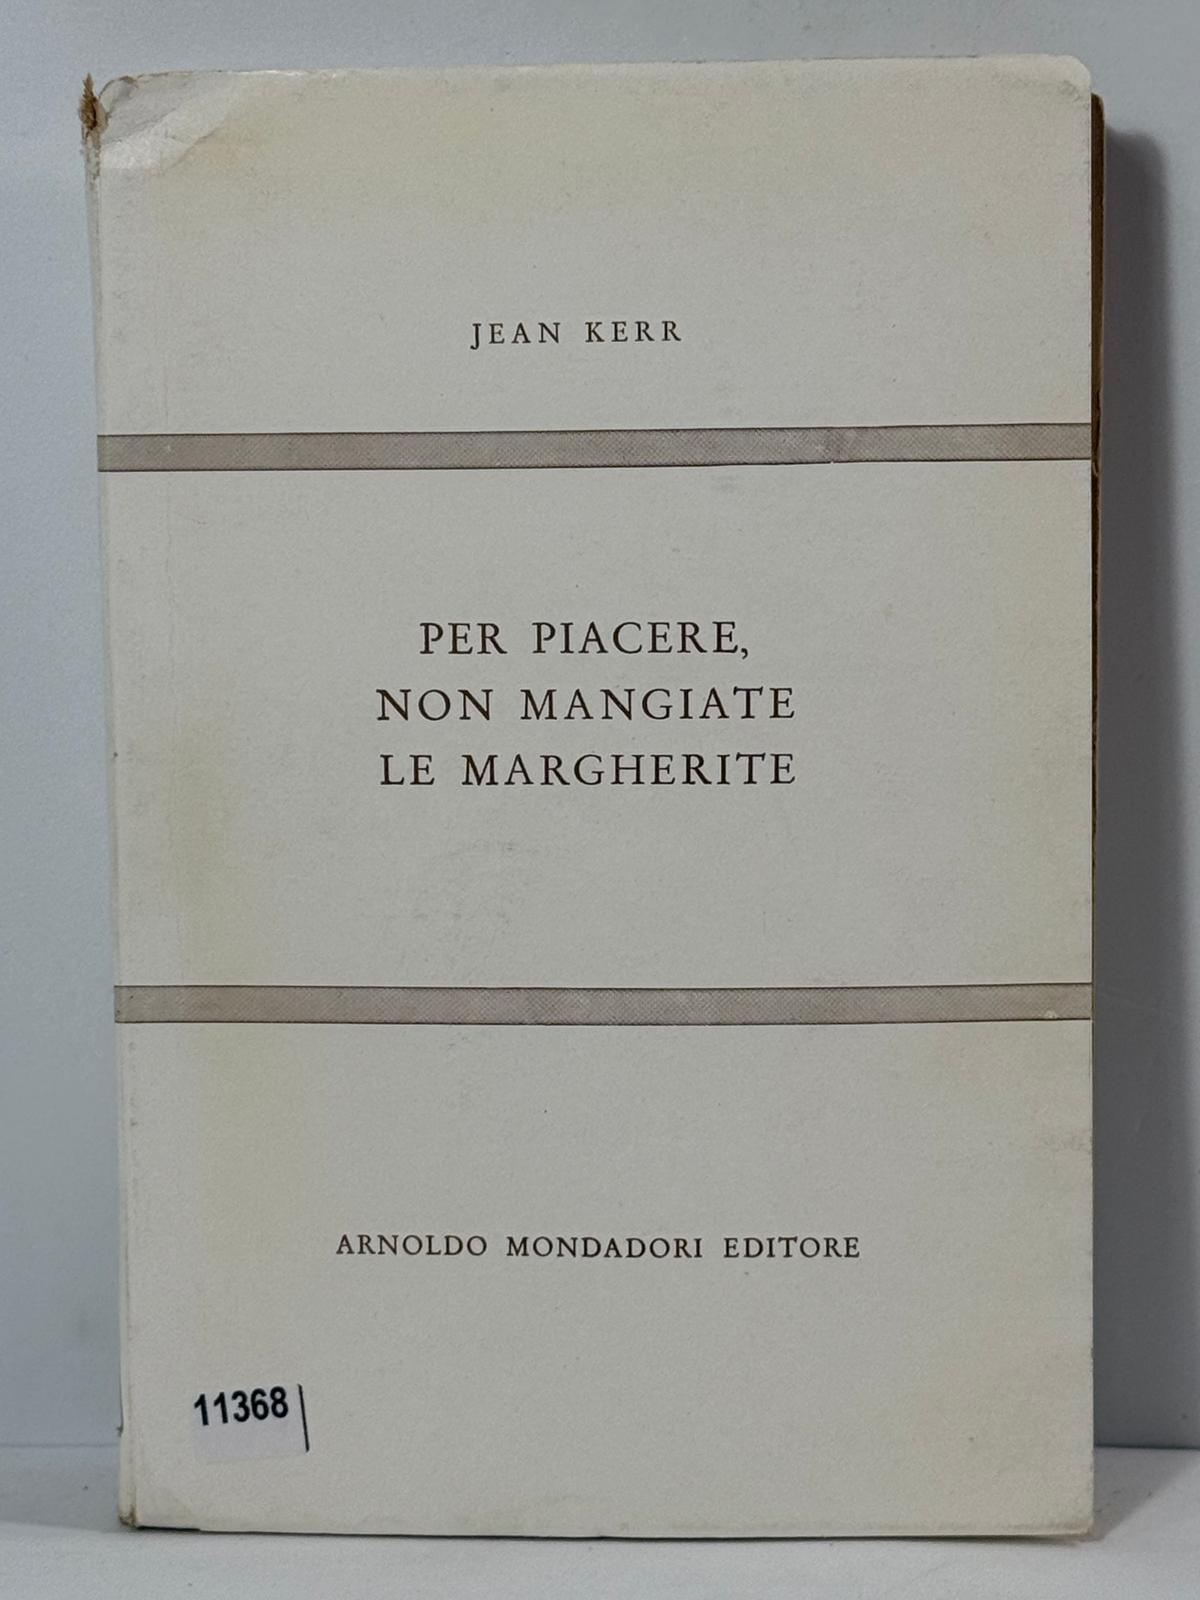 JEAN KERR
PER PIACERE,
NON MANGIATE
LE MARGHERITE
ARNOLDO MONDADORI EDITORE
11368